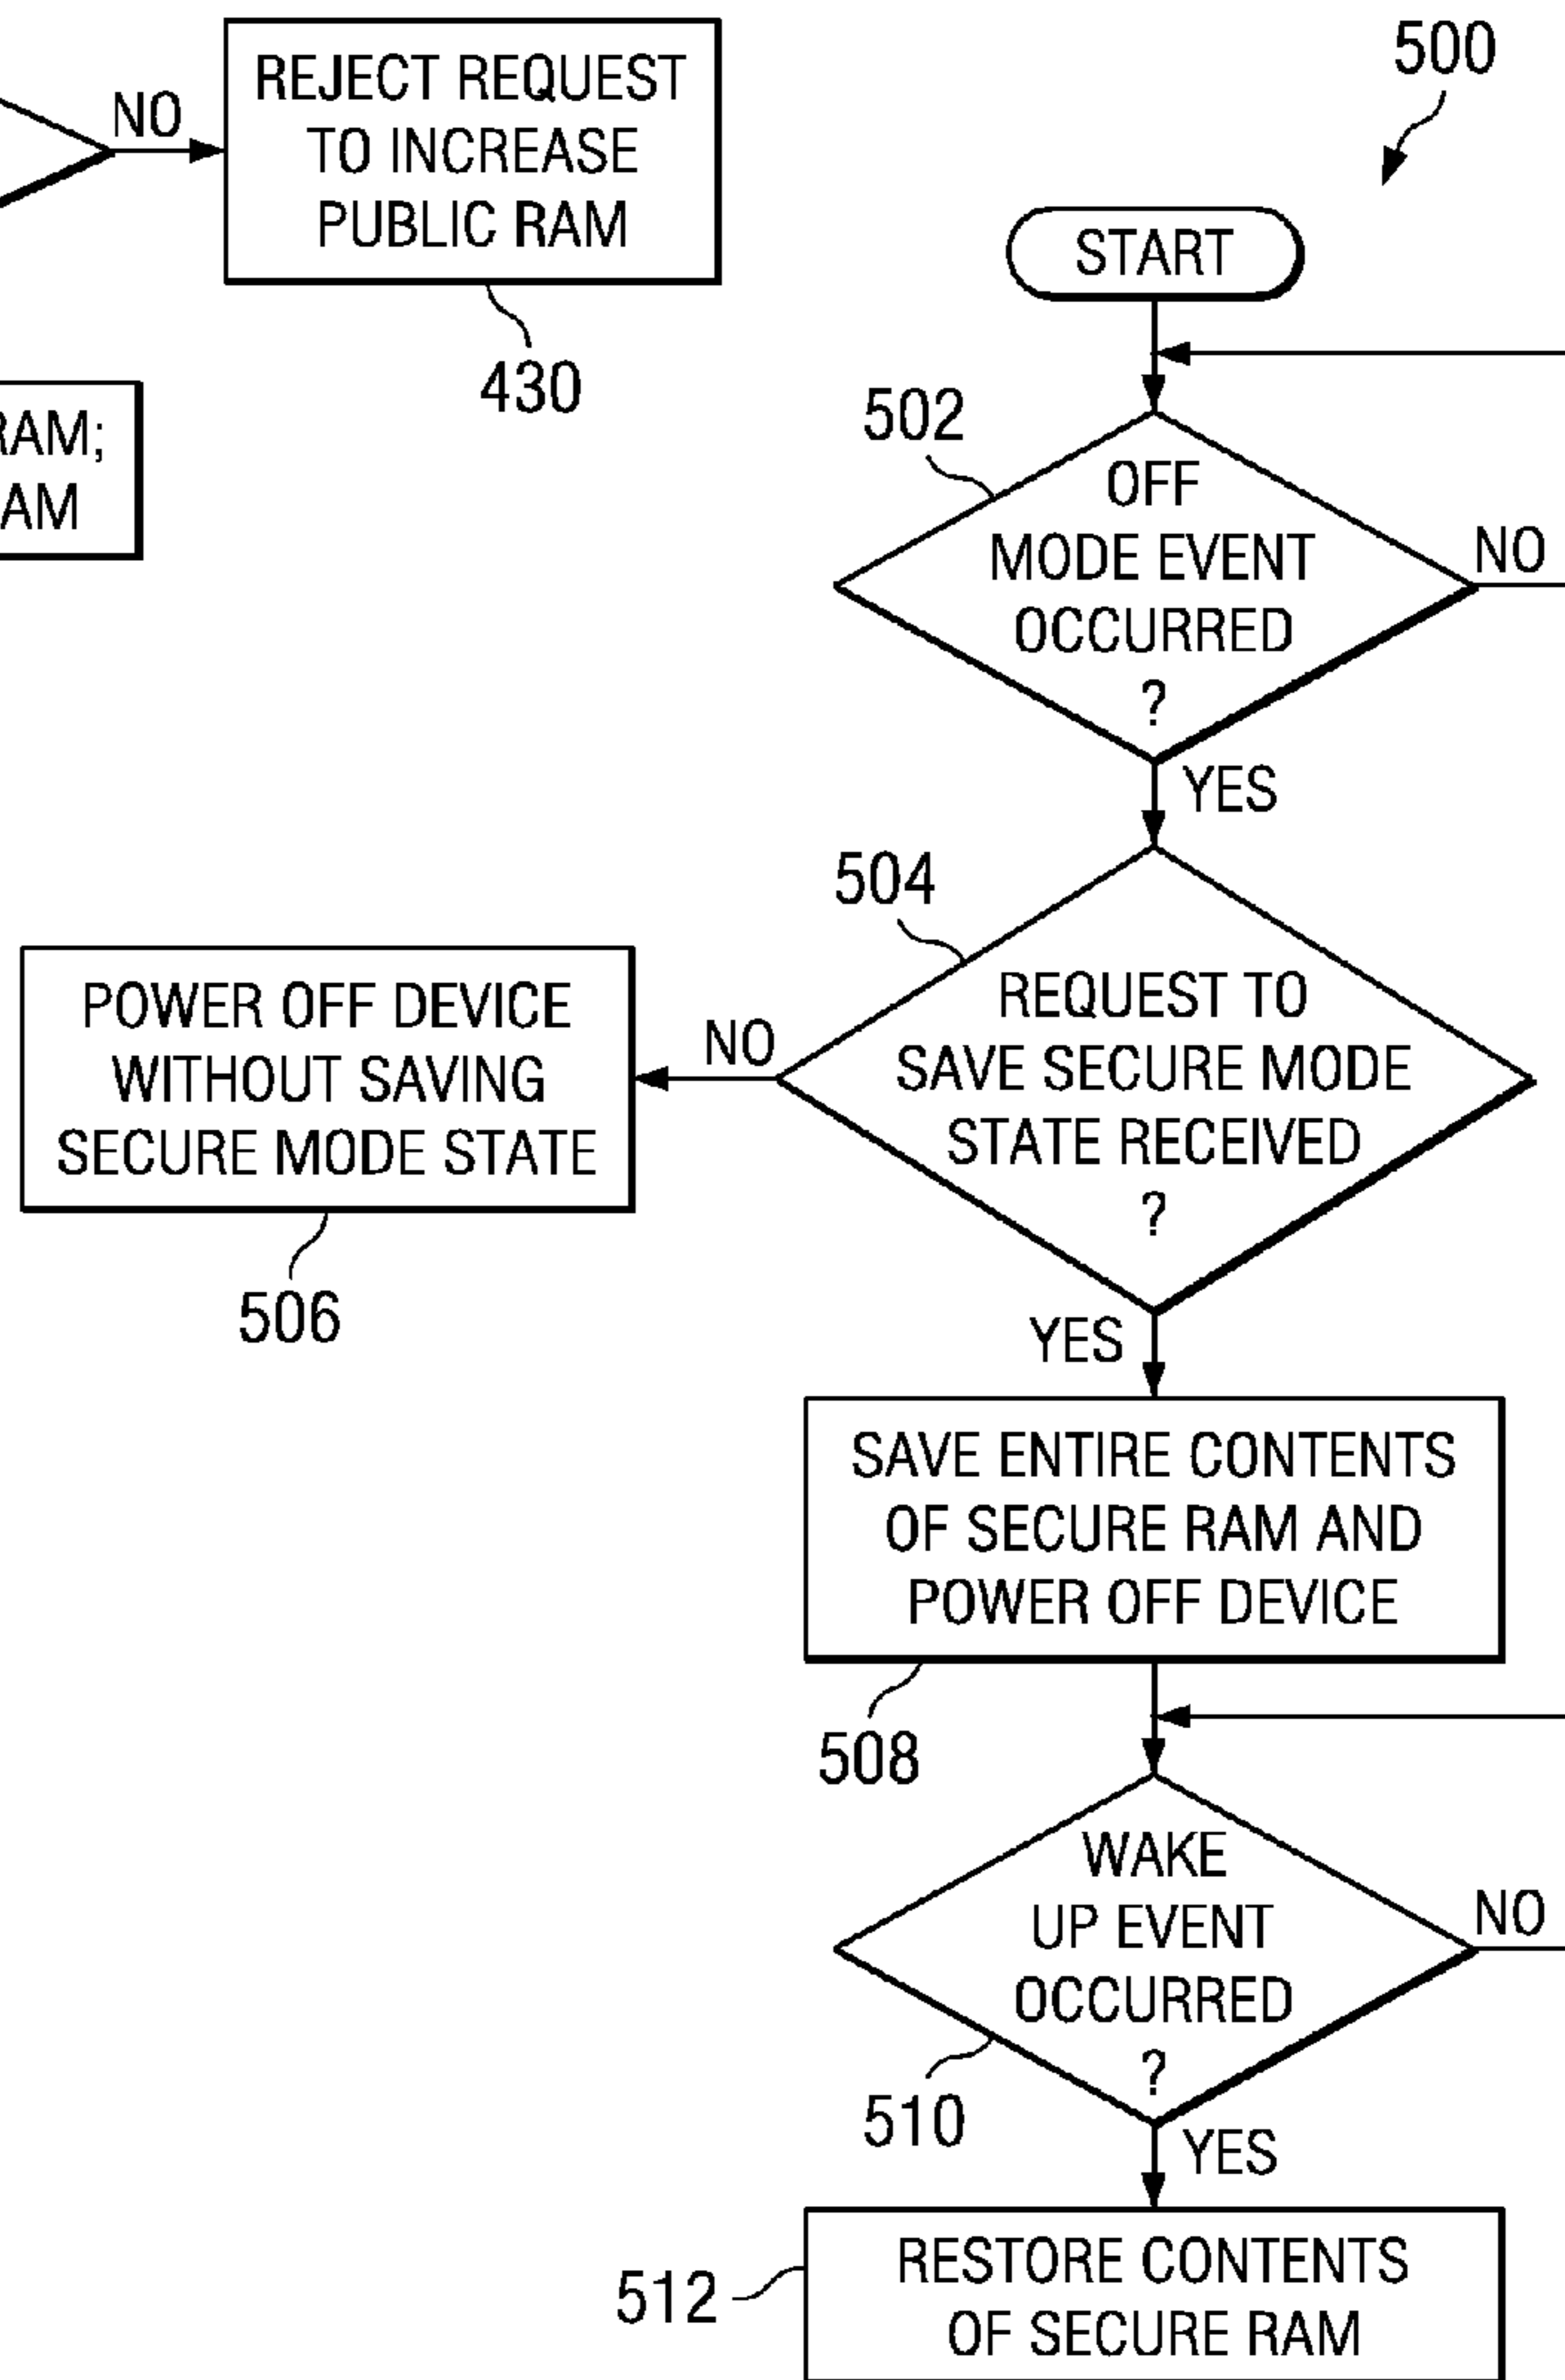 NO
REJECT REQUEST
TO INCREASE
PUBLIC RAM
430
RAM;
AM
500
START
502
OFF
MODE EVENT
OCCURRED
?
NO
YES
504
REQUEST TO
SAVE SECURE MODE
STATE RECEIVED
?
NO
POWER OFF DEVICE
WITHOUT SAVING
SECURE MODE STATE
506
YES
SAVE ENTIRE CONTENTS
OF SECURE RAM AND
POWER OFF DEVICE
508
WAKE
UP EVENT
OCCURRED
?
NO
510
YES
RESTORE CONTENTS
OF SECURE RAM
512